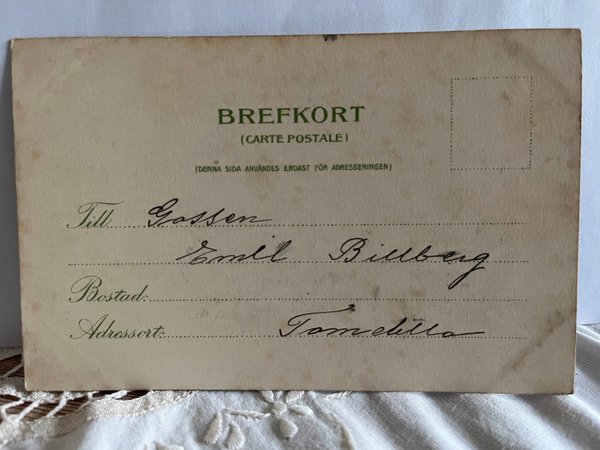 BREFKORT
(CARTE POSTALE)
(DENNA SIDA ANVÄNDES ENDAST FÖR ADRESSERINGEN)
Till Gossen
Emil Billberg
Bostad:
Adressort: Tomelilla